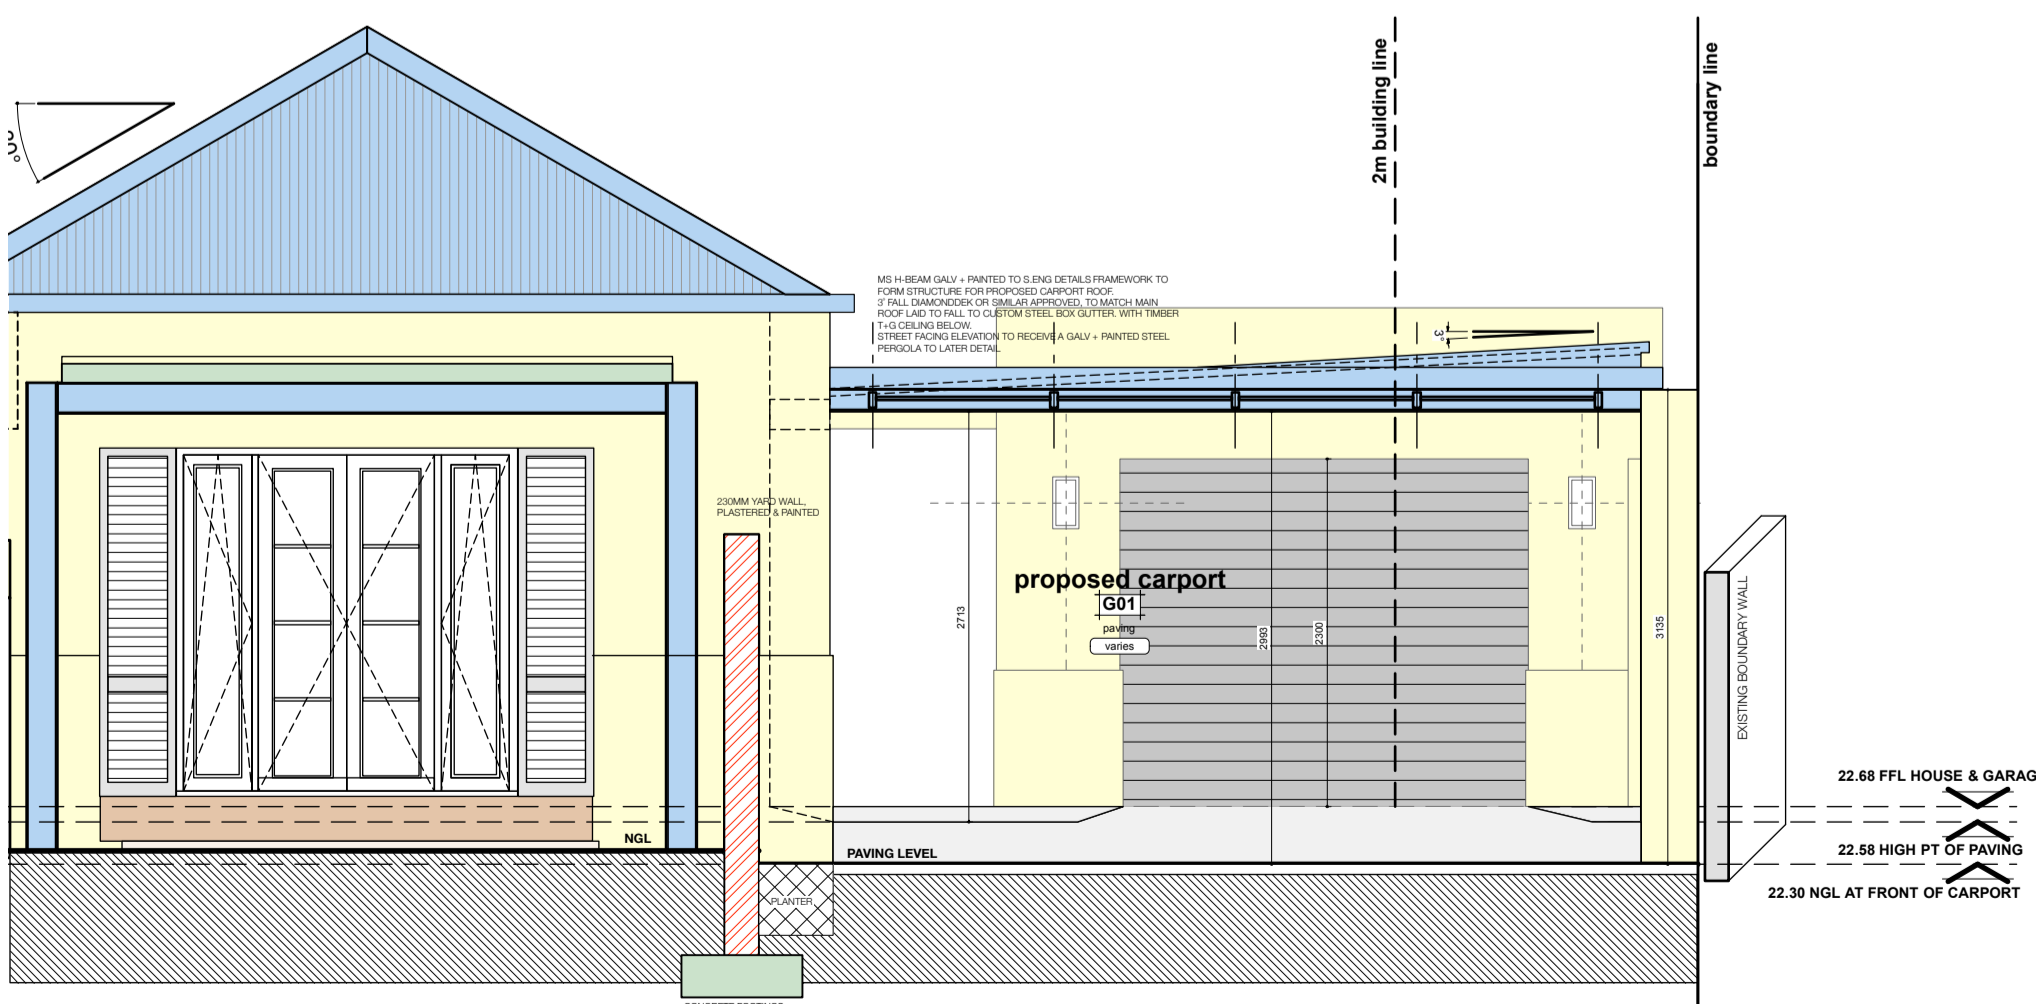 2m building line
boundary line
MS H-BEAM GALV + PAINTED TO S.ENG DETAILS FRAMEWORK TO
FORM STRUCTURE FOR PROPOSED CARPORT ROOF.
3° FALL DIAMONDDEK OR SIMILAR APPROVED, TO MATCH MAIN
ROOF LAID TO FALL TO CUSTOM STEEL BOX GUTTER. WITH TIMBER
T+G CEILING BELOW.
STREET FACING ELEVATION TO RECEIVE A GALV + PAINTED STEEL
PERGOLA TO LATER DETAIL
3°
230MM YARD WALL,
PLASTERED & PAINTED
proposed carport
G01
paving
varies
2713
2993
2300
3135
EXISTING BOUNDARY WALL
22.68 FFL HOUSE & GARAG
NGL
PAVING LEVEL
22.58 HIGH PT OF PAVING
22.30 NGL AT FRONT OF CARPORT
PLANTER